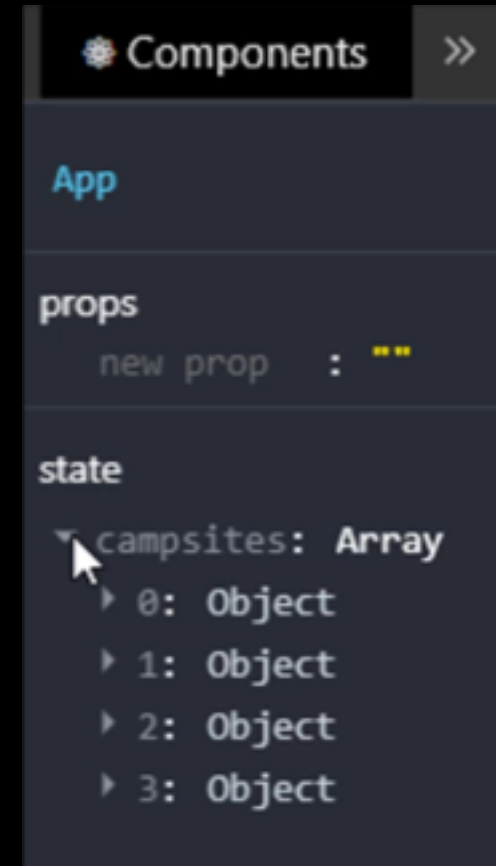 Components »
App
props
new prop : ""
state
campsites: Array
0: Object
1: Object
2: Object
3: Object